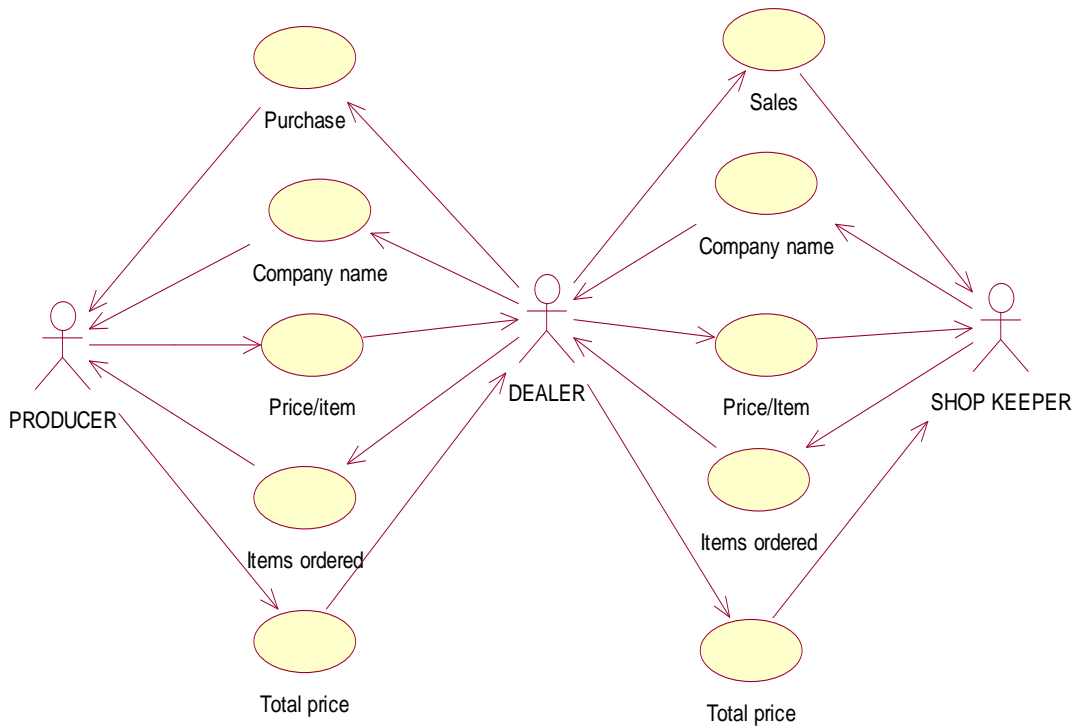 Purchase
Sales
Company name
Company name
PRODUCER
Price/item
DEALER
Price/Item
SHOP KEEPER
Items ordered
Items ordered
Total price
Total price